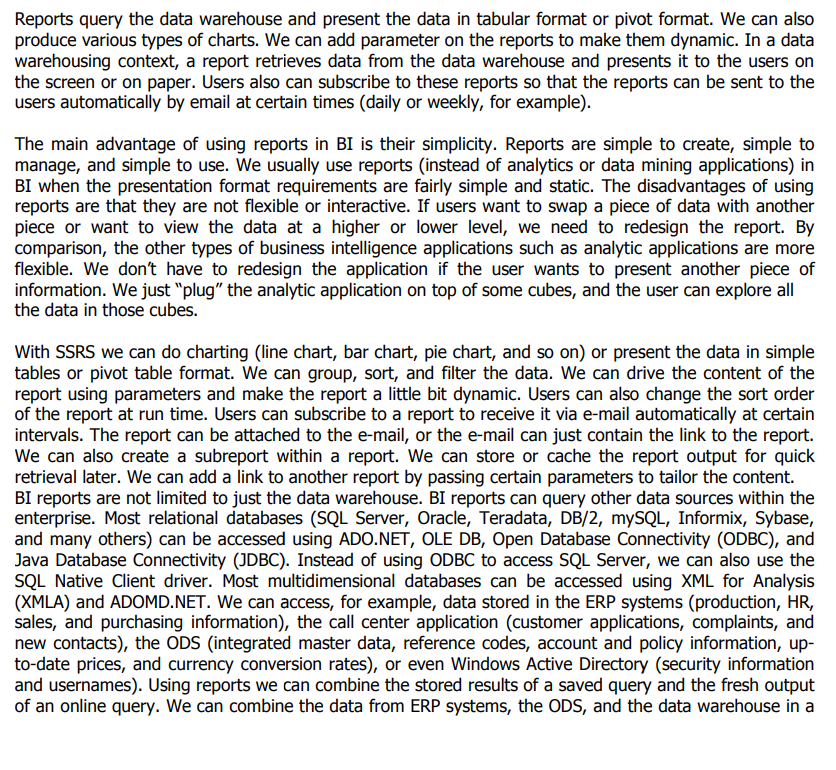 Reports query the data warehouse and present the data in tabular format or pivot format. We can also
produce various types of charts. We can add parameter on the reports to make them dynamic. In a data
warehousing context, a report retrieves data from the data warehouse and presents it to the users on
the screen or on paper. Users also can subscribe to these reports so that the reports can be sent to the
users automatically by email at certain times (daily or weekly, for example).
The main advantage of using reports in BI is their simplicity. Reports are simple to create, simple to
manage, and simple to use. We usually use reports (instead of analytics or data mining applications) in
BI when the presentation format requirements are fairly simple and static. The disadvantages of using
reports are that they are not flexible or interactive. If users want to swap a piece of data with another
piece or want to view the data at a higher or lower level, we need to redesign the report. By
comparison, the other types of business intelligence applications such as analytic applications are more
flexible. We don’t have to redesign the application if the user wants to present another piece of
information. We just “plug” the analytic application on top of some cubes, and the user can explore all
the data in those cubes.
With SSRS we can do charting (line chart, bar chart, pie chart, and so on) or present the data in simple
tables or pivot table format. We can group, sort, and filter the data. We can drive the content of the
report using parameters and make the report a little bit dynamic. Users can also change the sort order
of the report at run time. Users can subscribe to a report to receive it via e-mail automatically at certain
intervals. The report can be attached to the e-mail, or the e-mail can just contain the link to the report.
We can also create a subreport within a report. We can store or cache the report output for quick
retrieval later. We can add a link to another report by passing certain parameters to tailor the content.
BI reports are not limited to just the data warehouse. BI reports can query other data sources within the
enterprise. Most relational databases (SQL Server, Oracle, Teradata, DB/2, mySQL, Informix, Sybase,
and many others) can be accessed using ADO.NET, OLE DB, Open Database Connectivity (ODBC), and
Java Database Connectivity (JDBC). Instead of using ODBC to access SQL Server, we can also use the
SQL Native Client driver. Most multidimensional databases can be accessed using XML for Analysis
(XMLA) and ADOMD.NET. We can access, for example, data stored in the ERP systems (production, HR,
sales, and purchasing information), the call center application (customer applications, complaints, and
new contacts), the ODS (integrated master data, reference codes, account and policy information, up-
to-date prices, and currency conversion rates), or even Windows Active Directory (security information
and usernames). Using reports we can combine the stored results of a saved query and the fresh output
of an online query. We can combine the data from ERP systems, the ODS, and the data warehouse in a